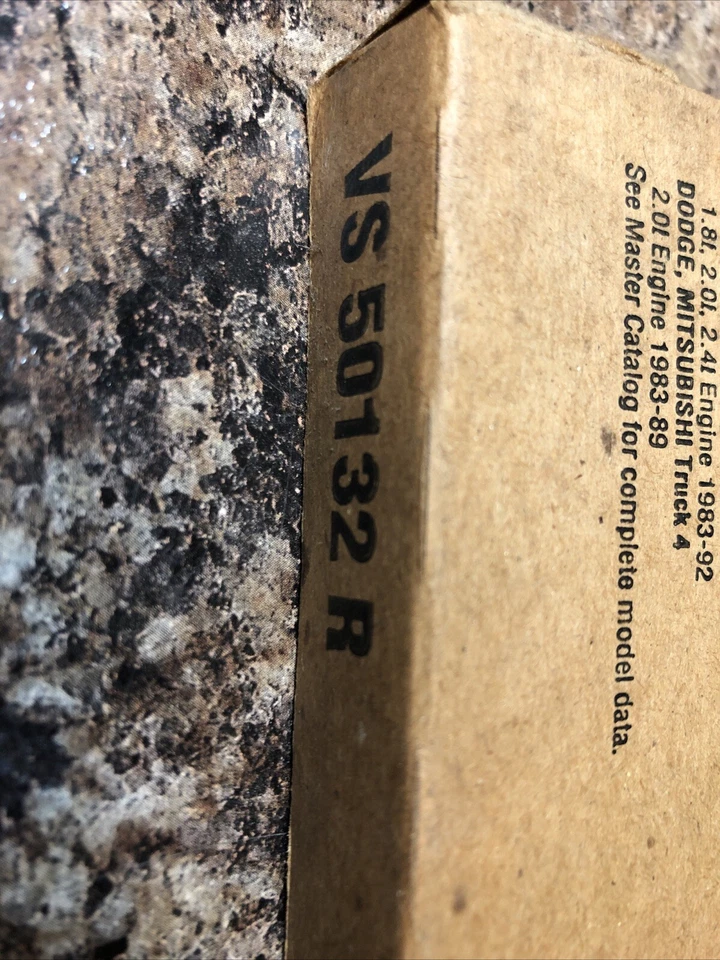 1.8l, 2.0l, 2.4l Engine 1983-92
DODGE, MITSUBISHI Truck 4
2.0l Engine 1983-89
See Master Catalog for complete model data.
VS 50132 R